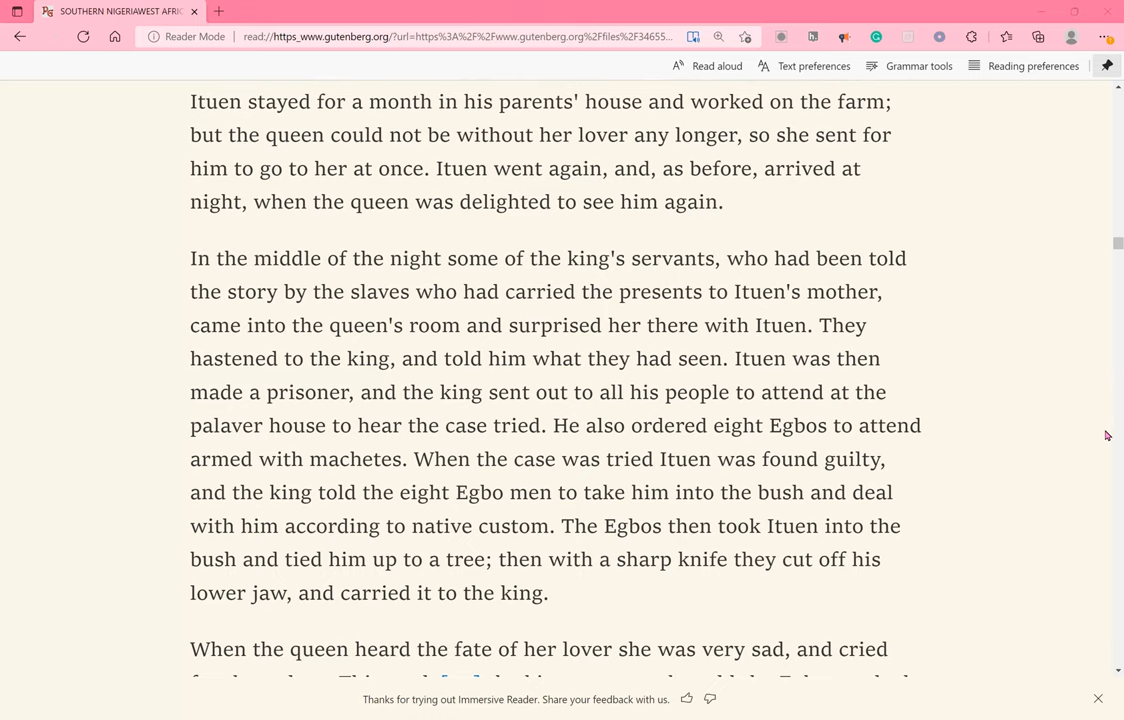 SOUTHERN NIGERIAWEST AFRIC
Reader Mode read://https_www.gutenberg.org/?url=https%3A%2F%2Fwww.gutenberg.org%2Ffiles%2F34655...
Read aloud Text preferences Grammar tools Reading preferences
Ituen stayed for a month in his parents' house and worked on the farm;
but the queen could not be without her lover any longer, so she sent for
him to go to her at once. Ituen went again, and, as before, arrived at
night, when the queen was delighted to see him again.
In the middle of the night some of the king's servants, who had been told
the story by the slaves who had carried the presents to Ituen's mother,
came into the queen's room and surprised her there with Ituen. They
hastened to the king, and told him what they had seen. Ituen was then
made a prisoner, and the king sent out to all his people to attend at the
palaver house to hear the case tried. He also ordered eight Egbos to attend
armed with machetes. When the case was tried Ituen was found guilty,
and the king told the eight Egbo men to take him into the bush and deal
with him according to native custom. The Egbos then took Ituen into the
bush and tied him up to a tree; then with a sharp knife they cut off his
lower jaw, and carried it to the king.
When the queen heard the fate of her lover she was very sad, and cried
Thanks for trying out Immersive Reader. Share your feedback with us.